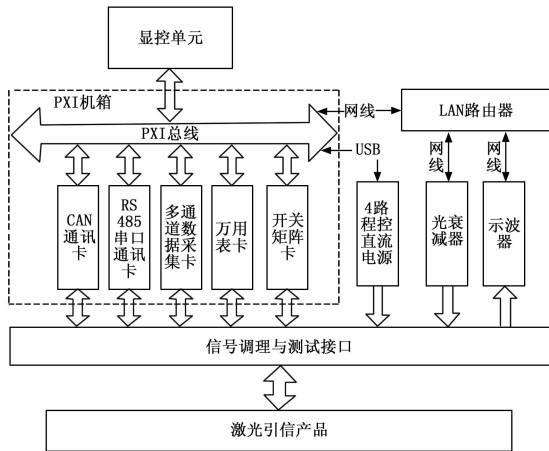 显控单元
PXI机箱
PXI总线
网线
LAN路由器
USB
网线
网线
CAN
通讯
卡
RS
485
串口
通讯卡
多通
道数
据采
集卡
万用
表卡
开关
矩阵
卡
4路
程控
直流
电源
光衰
减器
示波
器
信号调理与测试接口
激光引信产品